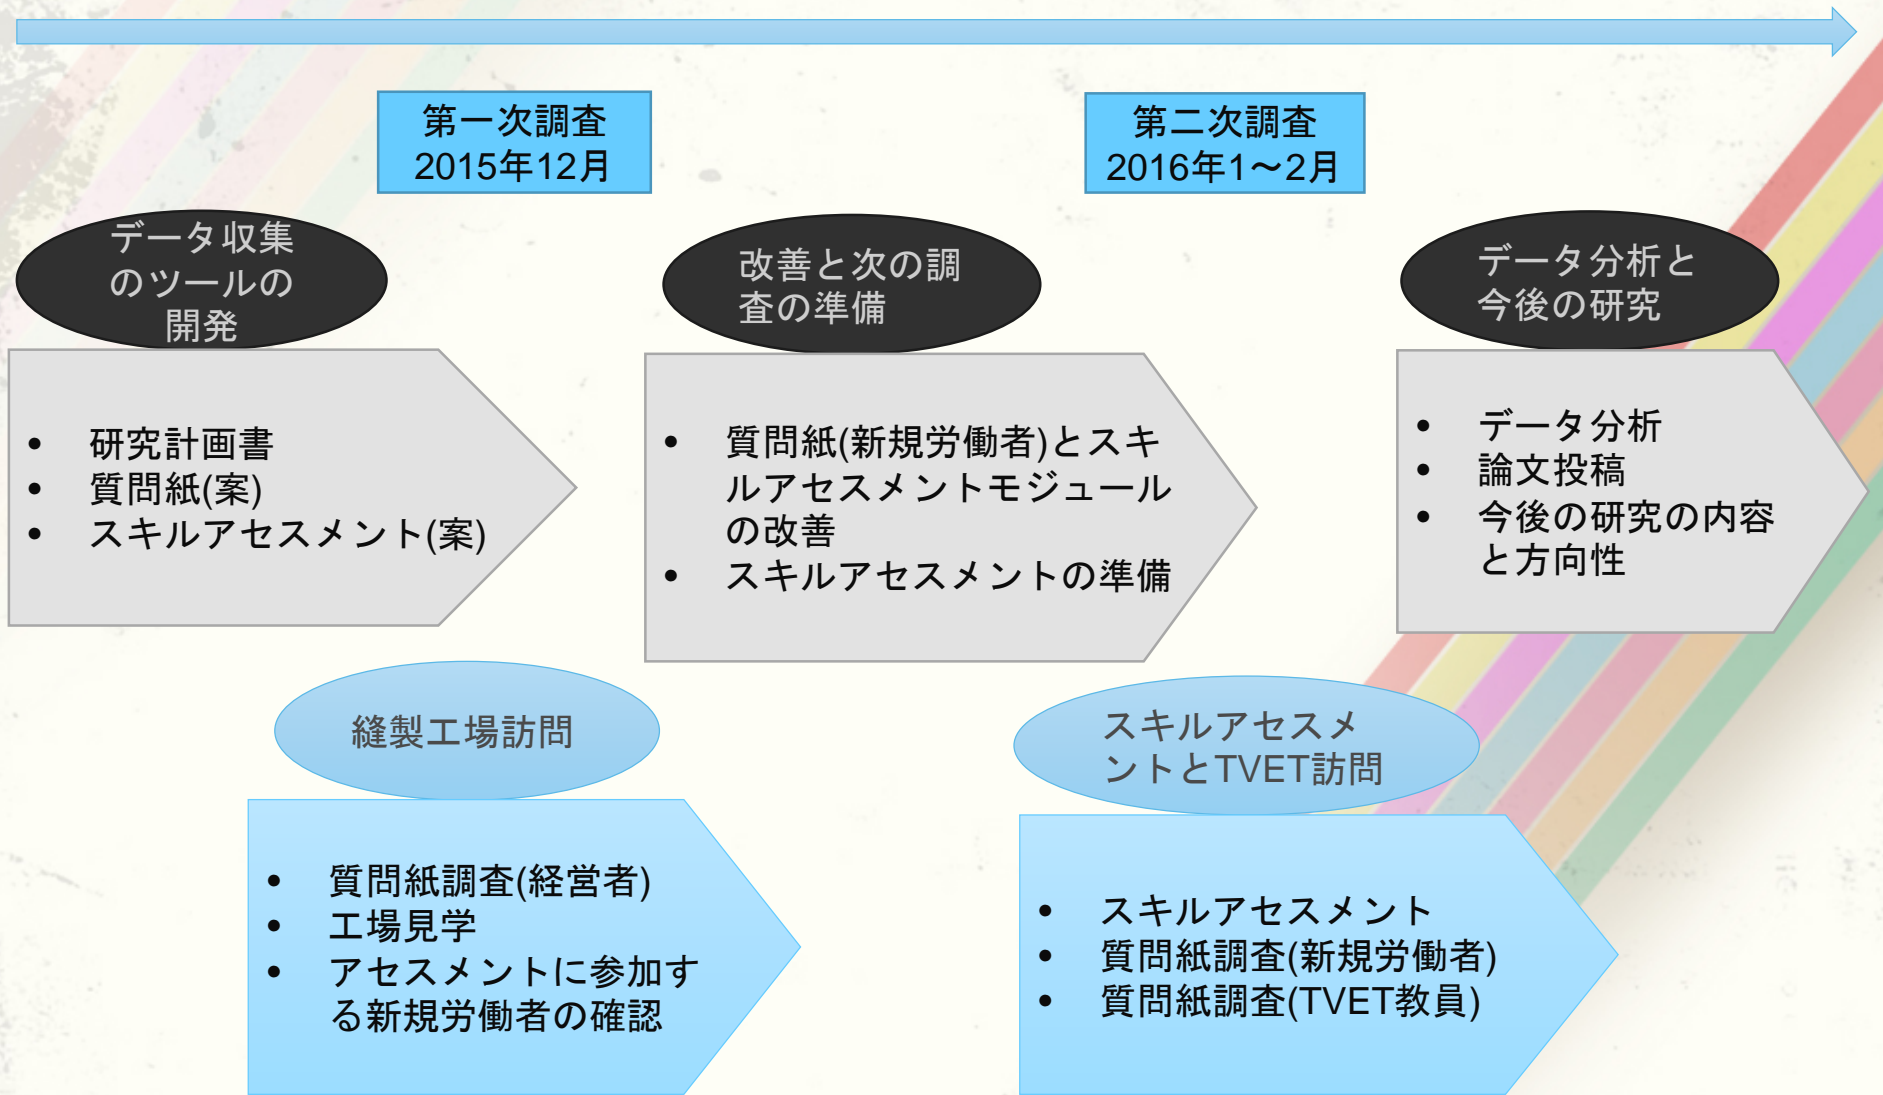 第一次調査
2015年12月
第二次調査
2016年1～2月
データ収集
のツールの
開発
改善と次の調
査の準備
データ分析と
今後の研究
• 研究計画書
• 質問紙(案)
• スキルアセスメント(案)
• 質問紙(新規労働者)とスキ
ルアセスメントモジュール
の改善
• スキルアセスメントの準備
• データ分析
• 論文投稿
• 今後の研究の内容
と方向性
縫製工場訪問
スキルアセスメ
ントとTVET訪問
• 質問紙調査(経営者)
• 工場見学
• アセスメントに参加す
る新規労働者の確認
• スキルアセスメント
• 質問紙調査(新規労働者)
• 質問紙調査(TVET教員)